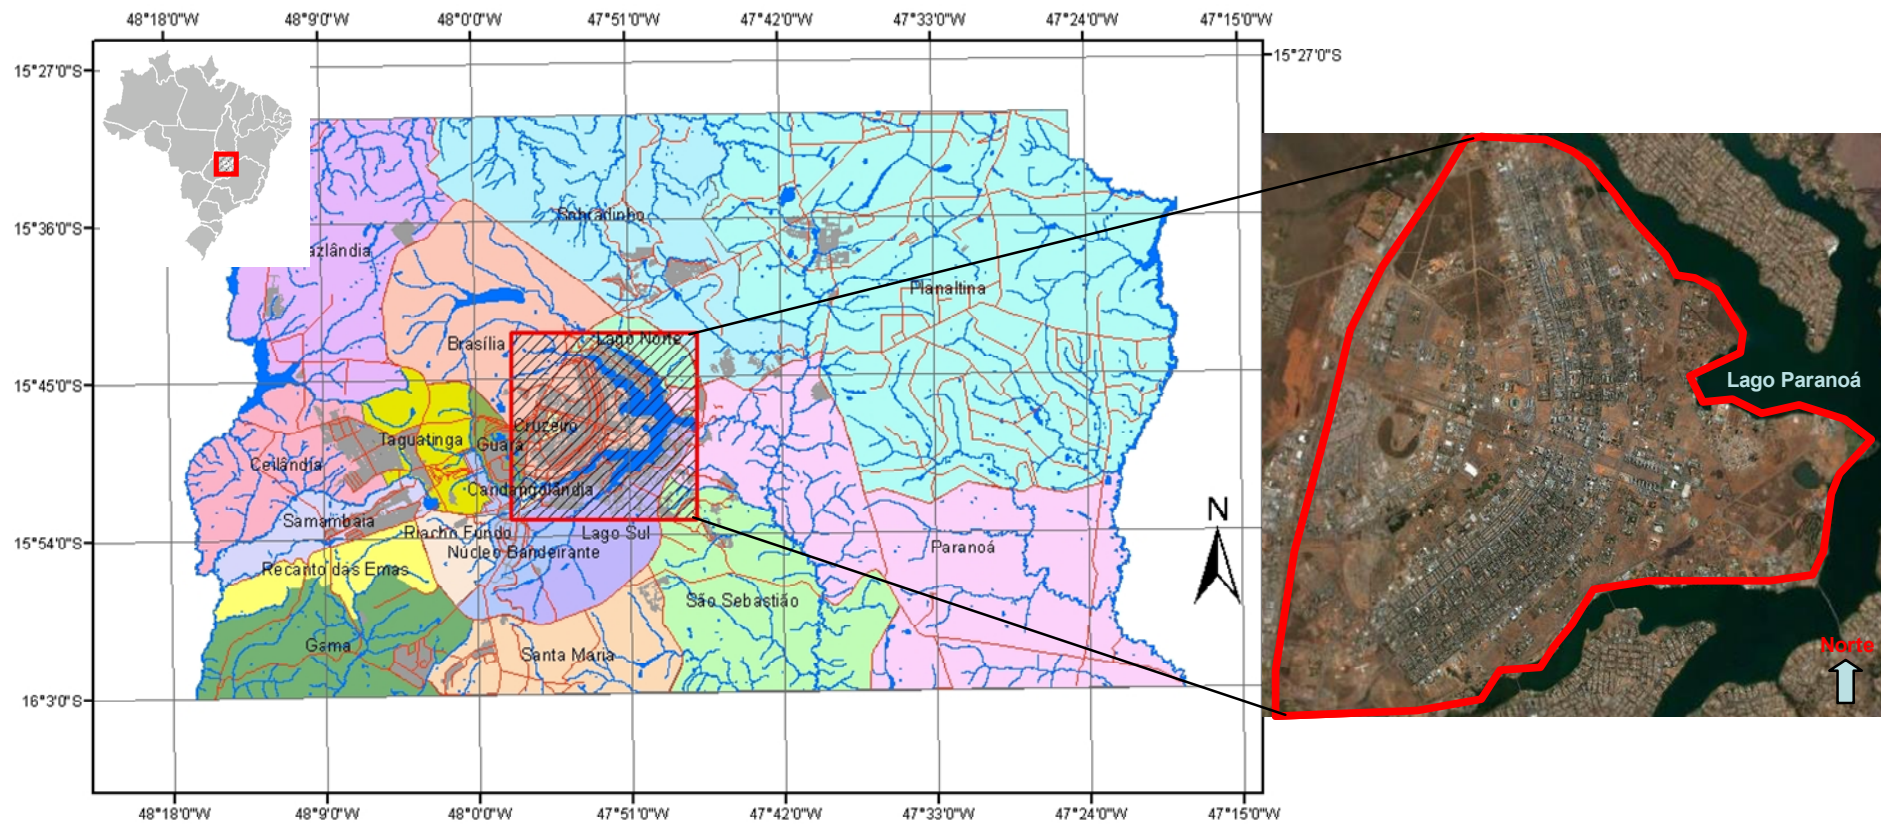 48°18'0"W 48°9'0"W 48°0'0"W 47°51'0"W 47°42'0"W 47°33'0"W 47°24'0"W 47°15'0"W
15°27'0"S
15°27'0"S
15°36'0"S
Sobradinho
azlândia
Planaltina
Brasília
Lago Norte
15°45'0"S
Lago Paranoá
Cruzeiro
Taguatinga
Guará
Ceilândia
Candangolândia
N
Samambaia
Riacho Fundo
Lago Sul
15°54'0"S
Núcleo Bandeirante
Paranoá
Recanto das Emas
São Sebastião
Gama
Santa Maria
Norte
16°3'0"S
48°18'0"W 48°9'0"W 48°0'0"W 47°51'0"W 47°42'0"W 47°33'0"W 47°24'0"W 47°15'0"W